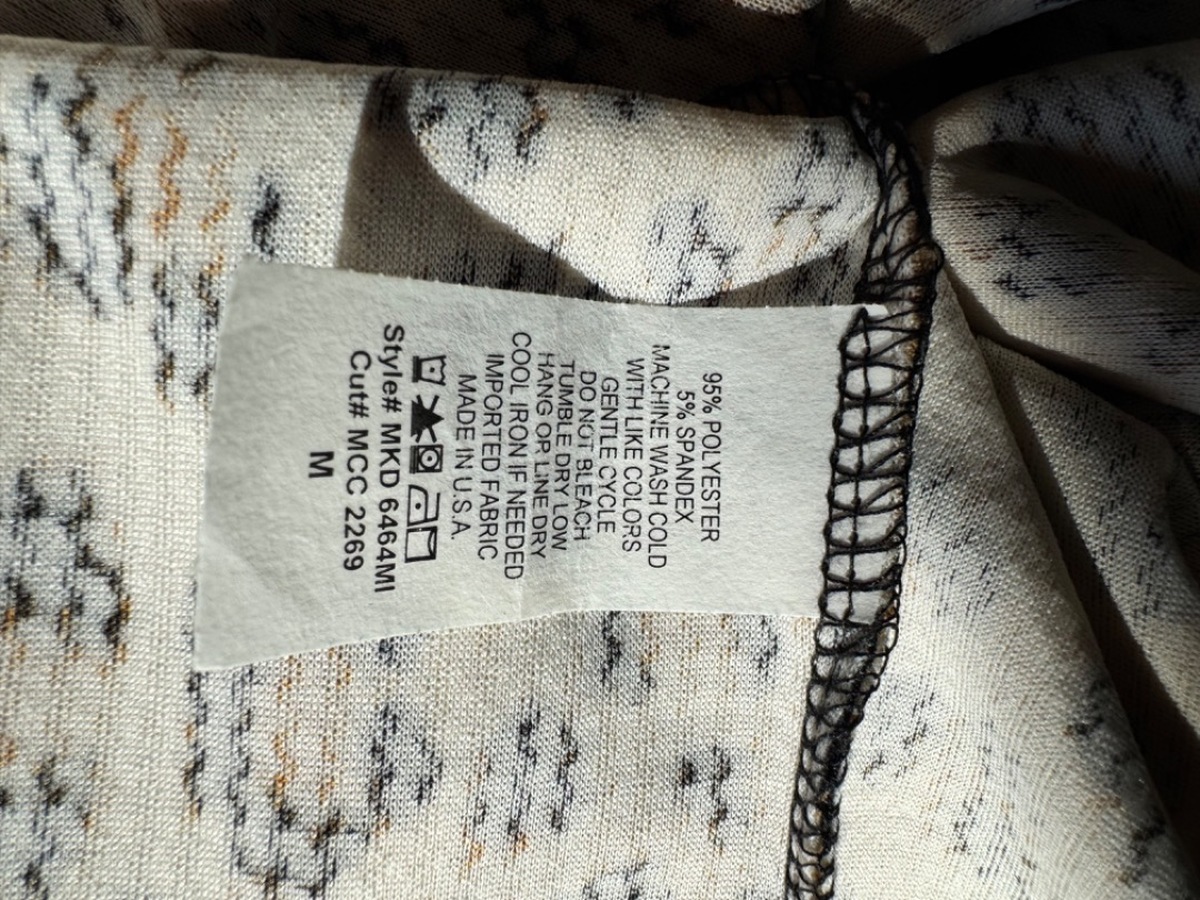 95% POLYESTER
5% SPANDEX
MACHINE WASH COLD
WITH LIKE COLORS
GENTLE CYCLE
DO NOT BLEACH
TUMBLE DRY LOW
HANG OR LINE DRY
COOL IRON IF NEEDED
IMPORTED FABRIC
MADE IN U.S.A.
Style# MKD 6464MI
Cut# MCC 2269
M